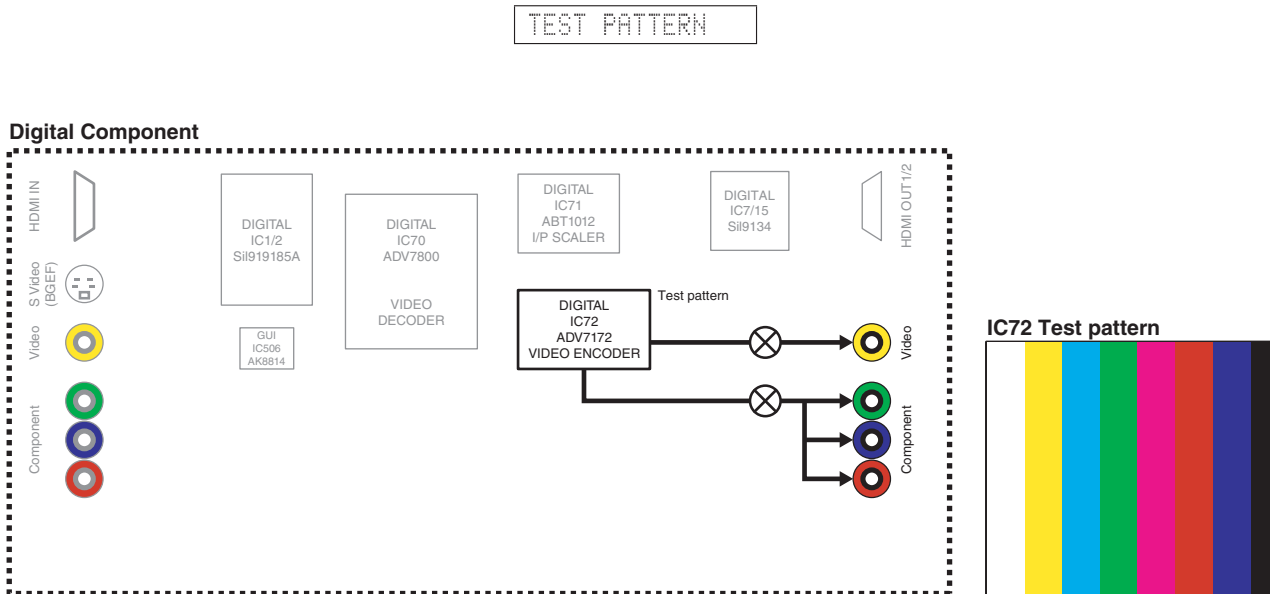 TEST PATTERN
Digital Component
HDMI IN
S Video
(BGEF)
Video
Component
DIGITAL
IC1/2
Sil919185A
GUI
IC506
AK8814
DIGITAL
IC70
ADV7800
VIDEO
DECODER
DIGITAL
IC71
ABT1012
I/P SCALER
DIGITAL
IC7/15
Sil9134
HDMI OUT1/2
DIGITAL
IC72
ADV7172
VIDEO ENCODER
Test pattern
Video
Component
IC72 Test pattern